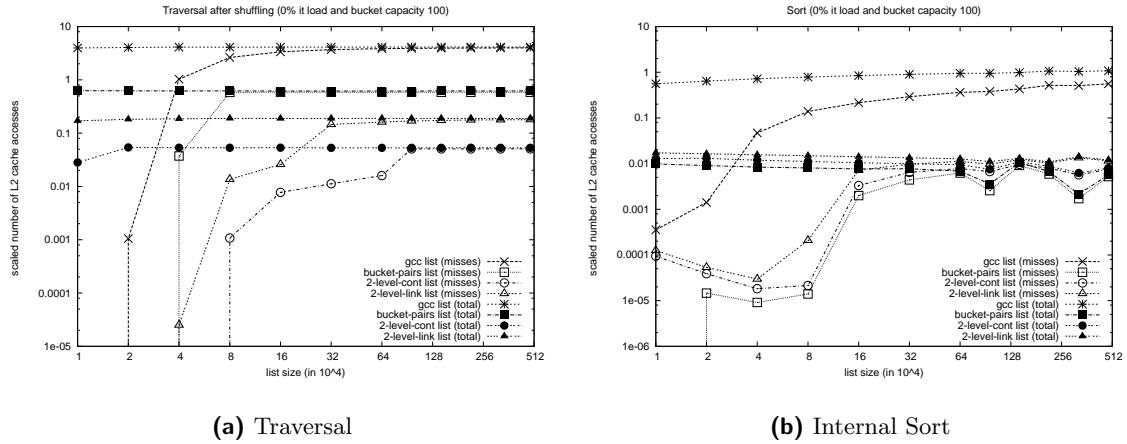 Traversal after shuffling (0% it load and bucket capacity 100)
scaled number of L2 cache accesses
10
1
0.1
0.01
0.001
0.0001
1e-05
gcc list (misses)
bucket-pairs list (misses)
2-level-cont list (misses)
2-level-link list (misses)
gcc list (total)
bucket-pairs list (total)
2-level-cont list (total)
2-level-link list (total)
1 2 4 8 16 32 64 128 256 512
list size (in 10^4)
(a) Traversal
Sort (0% it load and bucket capacity 100)
scaled number of L2 cache accesses
10
1
0.1
0.01
0.001
0.0001
1e-05
1e-06
gcc list (misses)
bucket-pairs list (misses)
2-level-cont list (misses)
2-level-link list (misses)
gcc list (total)
bucket-pairs list (total)
2-level-cont list (total)
2-level-link list (total)
1 2 4 8 16 32 64 128 256 512
list size (in 10^4)
(b) Internal Sort